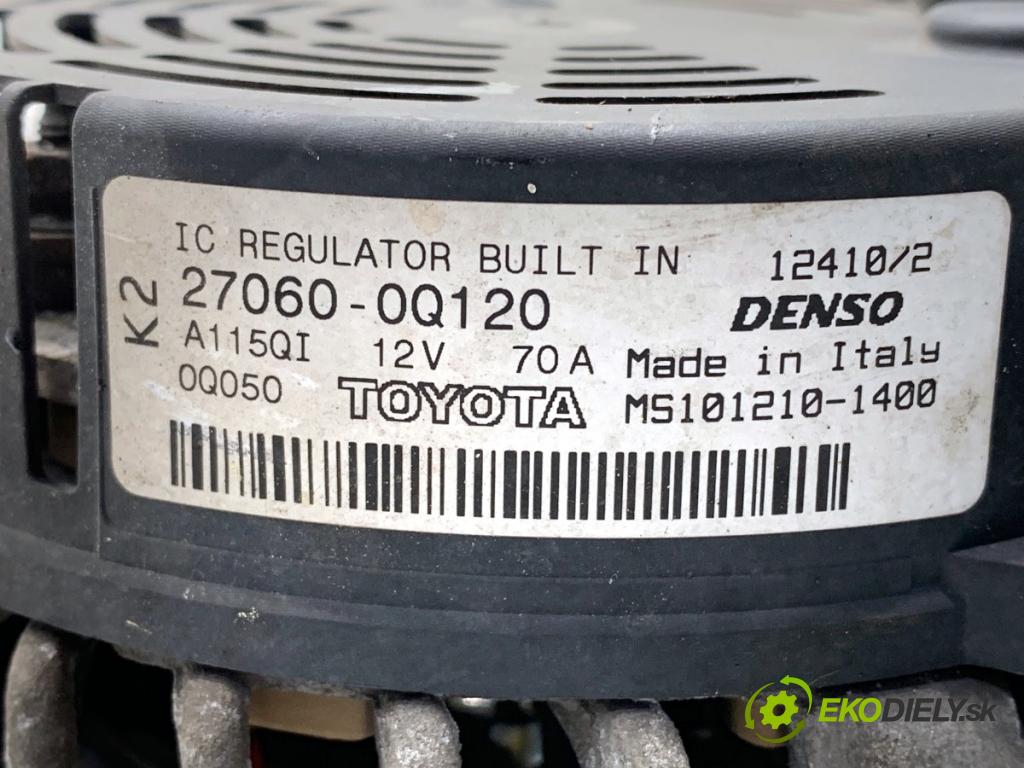 IC REGULATOR BUILT IN 12410/2
K2
27060-0Q120 DENSO
A115QI 12V 70A Made in Italy
0Q050 TOYOTA MS101210-1400
EKODIELY.sk